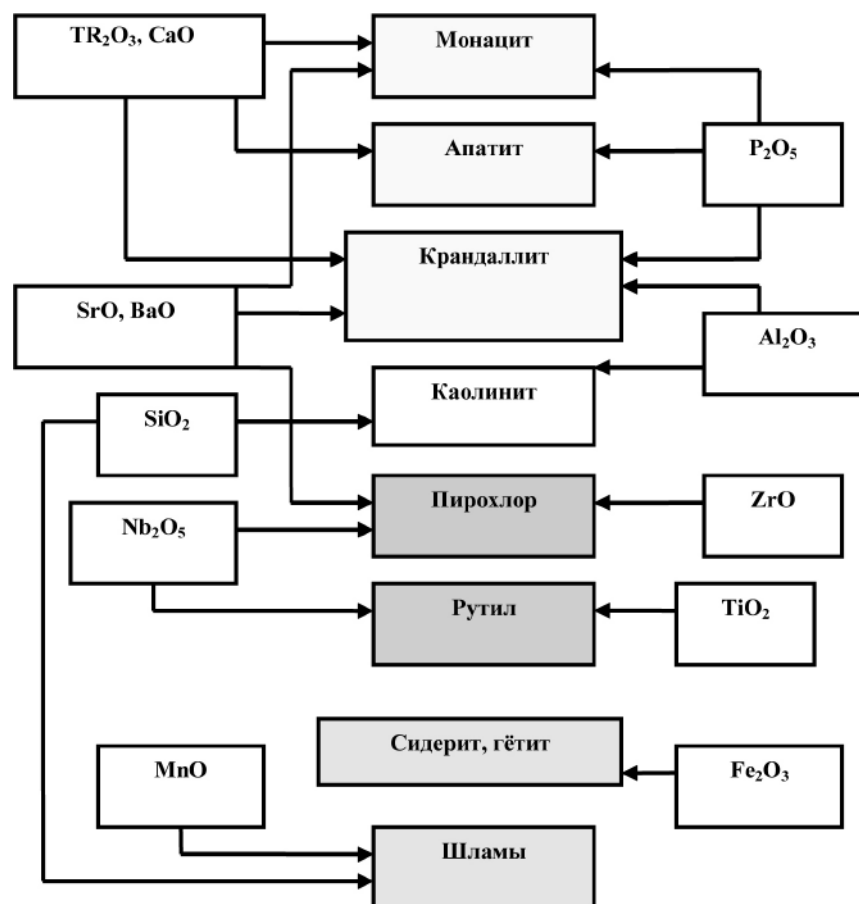 TR₂O₃, CaO
Монацит
Апатит
P₂O₅
Крандаллит
SrO, BaO
Al₂O₃
Каолинит
SiO₂
Пирохлор
ZrO
Nb₂O₅
Рутил
TiO₂
Сидерит, гётит
MnO
Fe₂O₃
Шламы